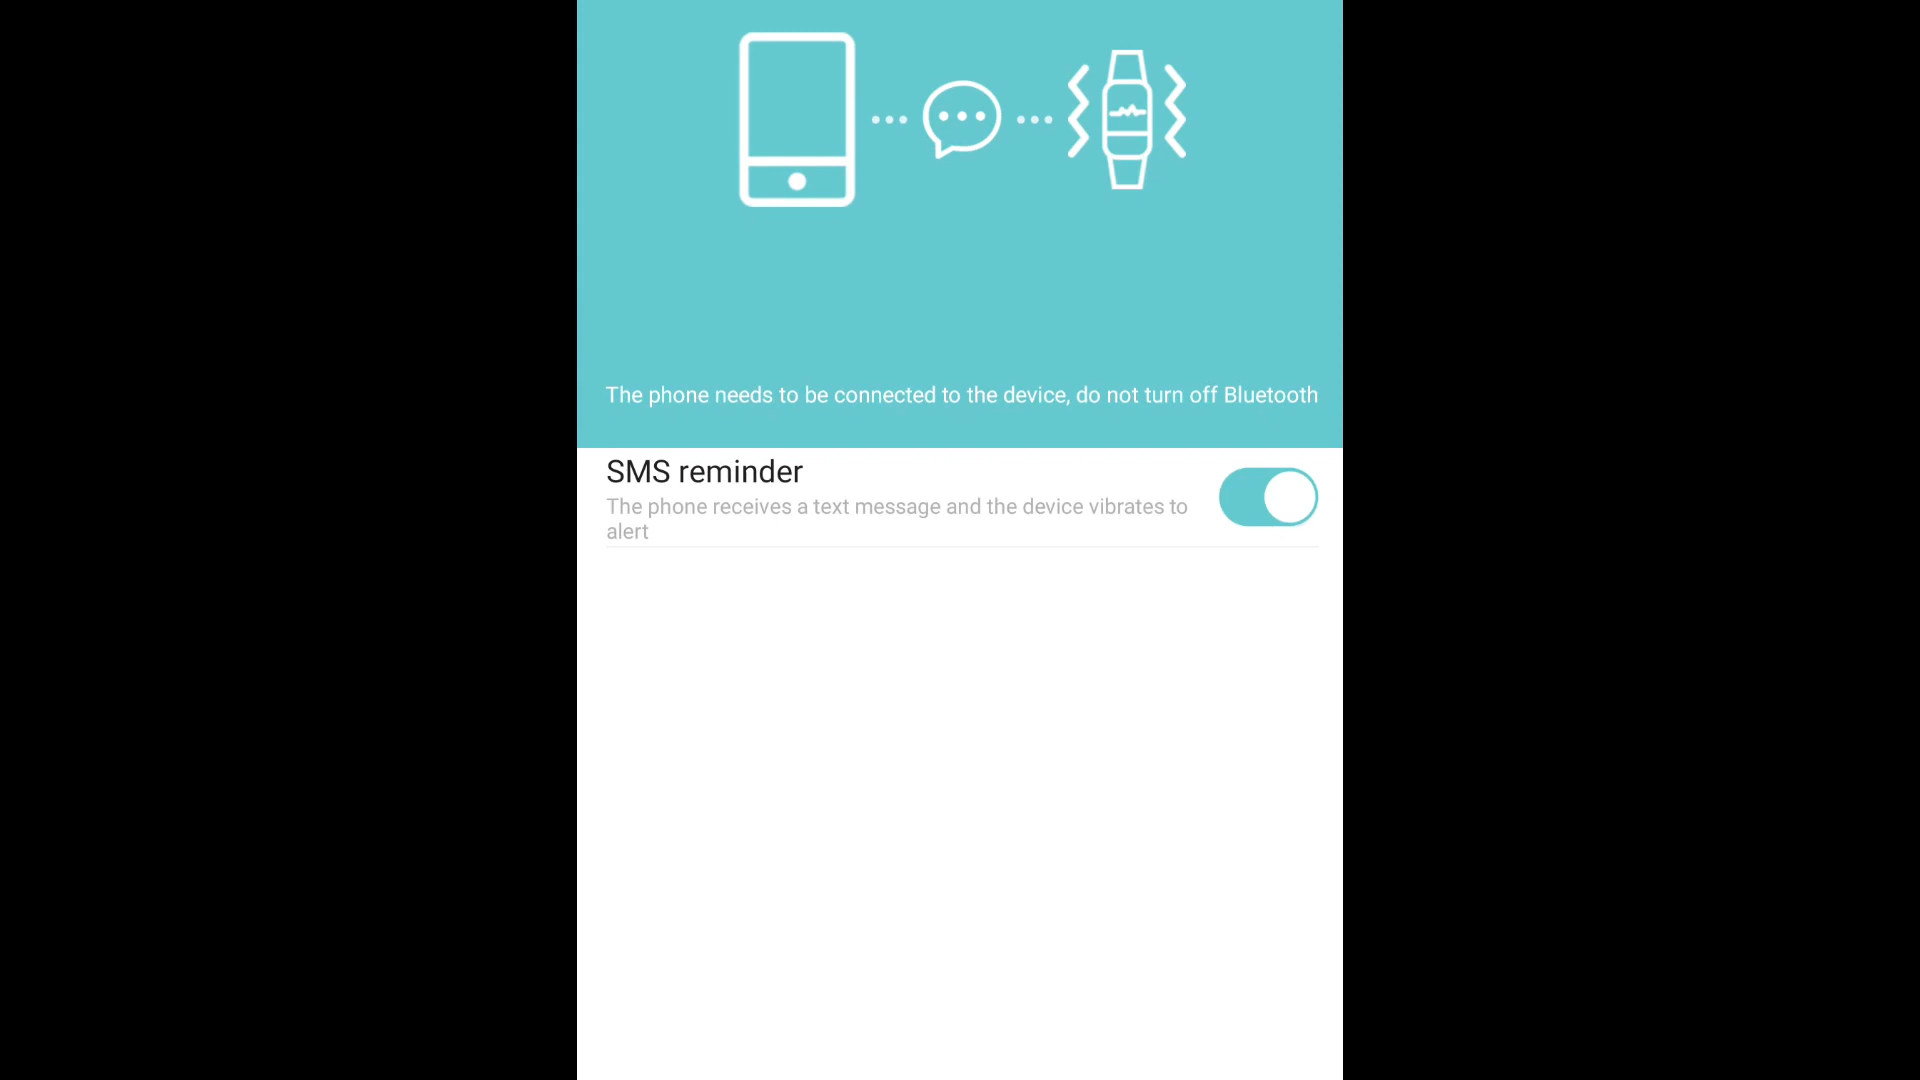 The phone needs to be connected to the device, do not turn off Bluetooth
SMS reminder
The phone receives a text message and the device vibrates to
alert